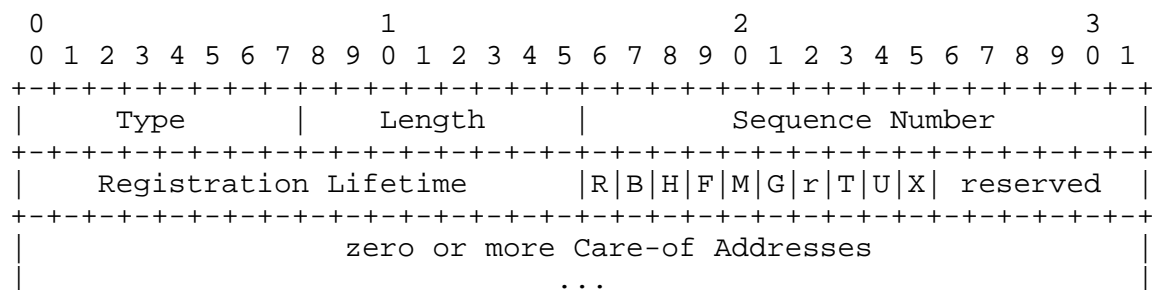 0                   1                   2                   3
 0 1 2 3 4 5 6 7 8 9 0 1 2 3 4 5 6 7 8 9 0 1 2 3 4 5 6 7 8 9 0 1
+-+-+-+-+-+-+-+-+-+-+-+-+-+-+-+-+-+-+-+-+-+-+-+-+-+-+-+-+-+-+-+-+
|     Type      |    Length     |        Sequence Number        |
+-+-+-+-+-+-+-+-+-+-+-+-+-+-+-+-+-+-+-+-+-+-+-+-+-+-+-+-+-+-+-+-+
|    Registration Lifetime      |R|B|H|F|M|G|r|T|U|X| reserved  |
+-+-+-+-+-+-+-+-+-+-+-+-+-+-+-+-+-+-+-+-+-+-+-+-+-+-+-+-+-+-+-+-+
|                  zero or more Care-of Addresses               |
|                              ...                              |